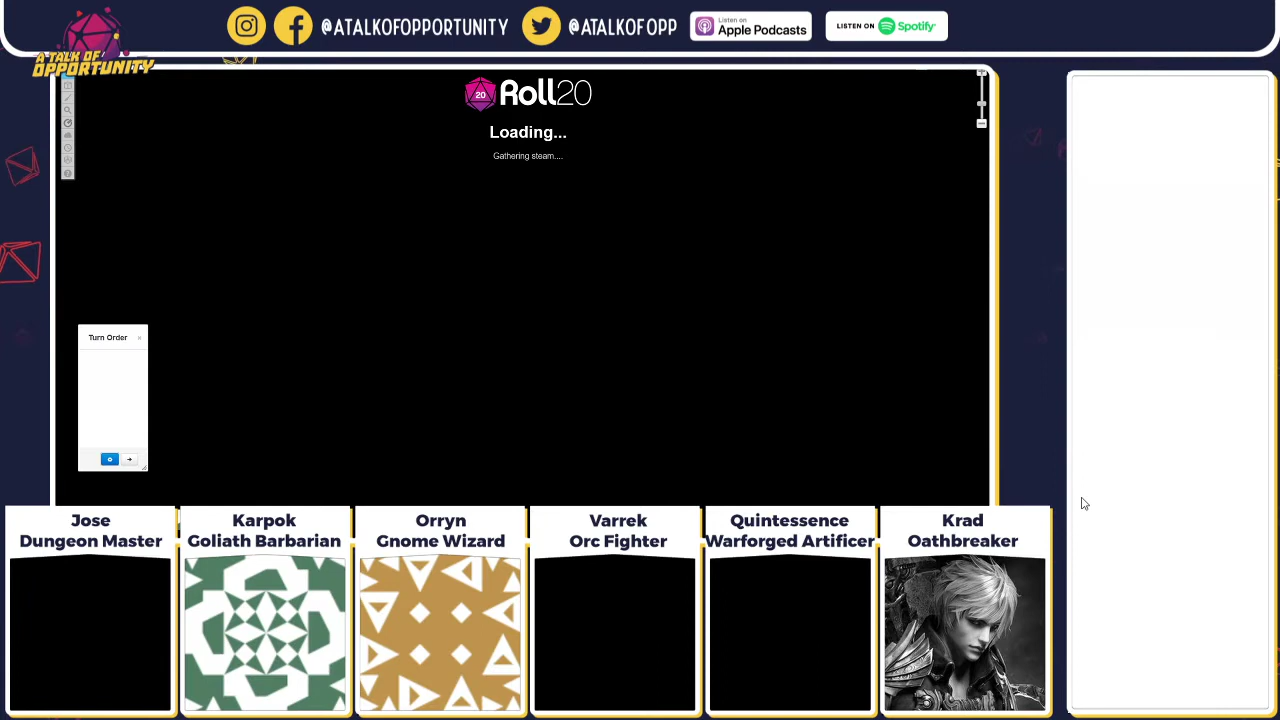 @ATALKOFOPPORTUNITY
@ATALKOFOPP
Listen on
Apple Podcasts
LISTEN ON
Spotify
A TALK OF
OPPORTUNITY
20
Roll20
Loading...
Gathering steam....
Turn Order
Jose
Dungeon Master
Karpok
Goliath Barbarian
Orryn
Gnome Wizard
Varrek
Orc Fighter
Quintessence
Warforged Artificer
Krad
Oathbreaker